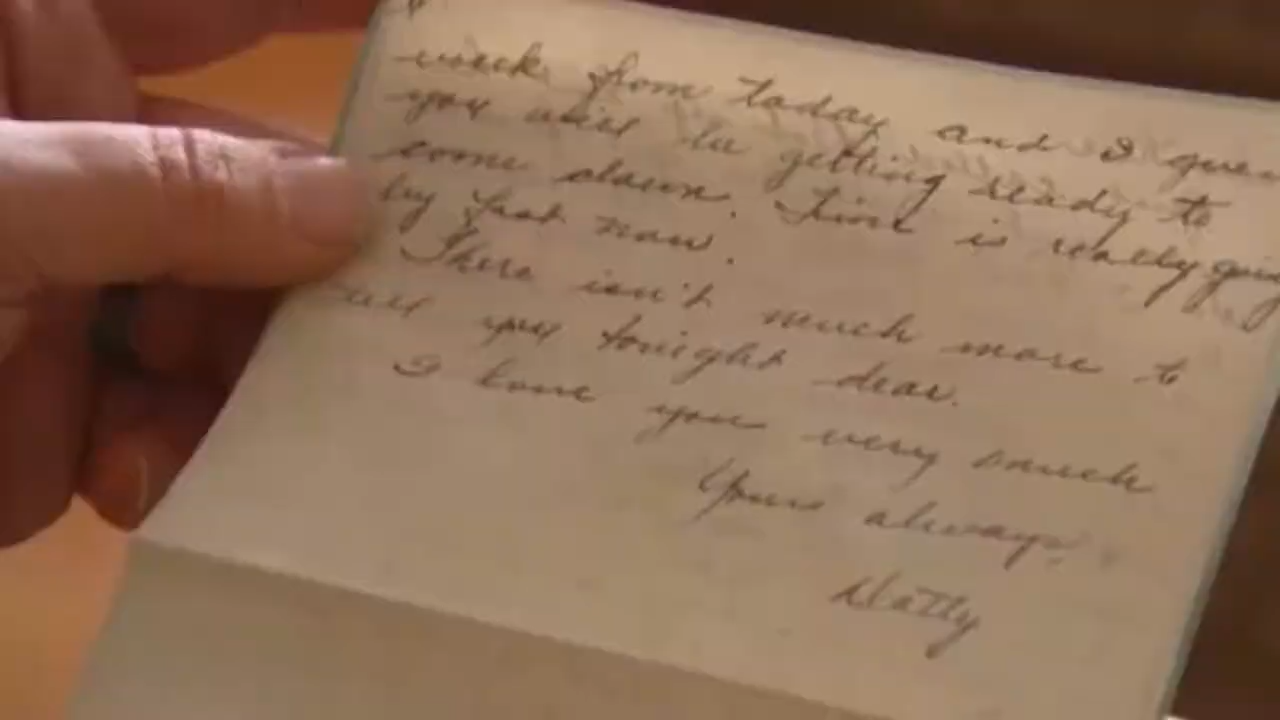 week from today and I guess
you will be getting ready to
come down. Time is really going
by fast now.
There isn't much more to
tell you tonight dear.
I love you very much
Yours always,